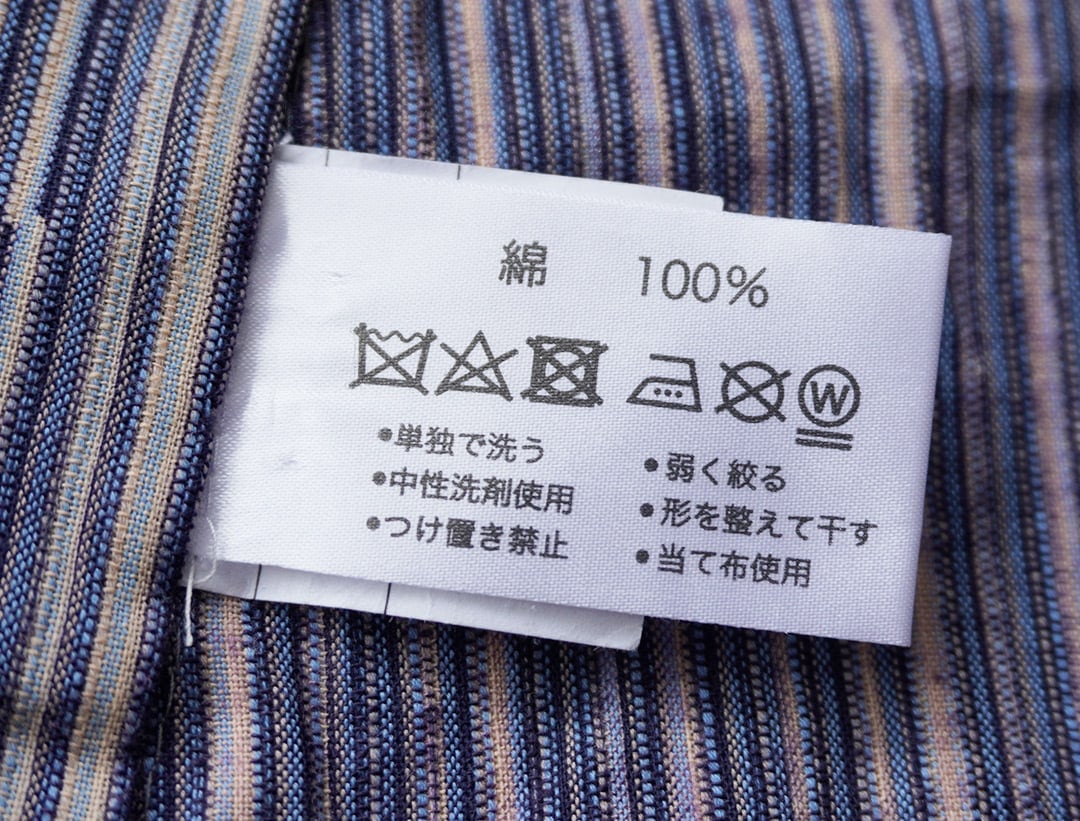 綿 100%
W
•単独で洗う
•中性洗剤使用
•つけ置き禁止
•弱く絞る
•形を整えて干す
•当て布使用